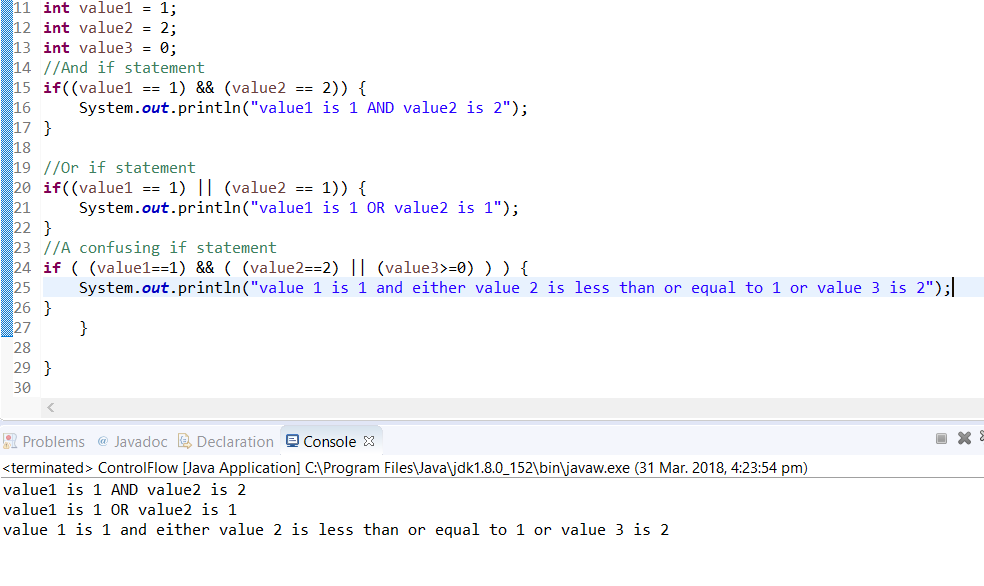 11 int value1 = 1;
12 int value2 = 2;
13 int value3 = 0;
14 //And if statement
15 if((value1 == 1) && (value2 == 2)) {
16     System.out.println("value1 is 1 AND value2 is 2");
17 }
18
19 //Or if statement
20 if((value1 == 1) || (value2 == 1)) {
21     System.out.println("value1 is 1 OR value2 is 1");
22 }
23 //A confusing if statement
24 if ( (value1==1) && ( (value2==2) || (value3>=0) ) ) {
25     System.out.println("value 1 is 1 and either value 2 is less than or equal to 1 or value 3 is 2");
26 }
27     }
28
29 }
30
Problems @ Javadoc Declaration Console
<terminated> ControlFlow [Java Application] C:\Program Files\Java\jdk1.8.0_152\bin\javaw.exe (31 Mar. 2018, 4:23:54 pm)
value1 is 1 AND value2 is 2
value1 is 1 OR value2 is 1
value 1 is 1 and either value 2 is less than or equal to 1 or value 3 is 2